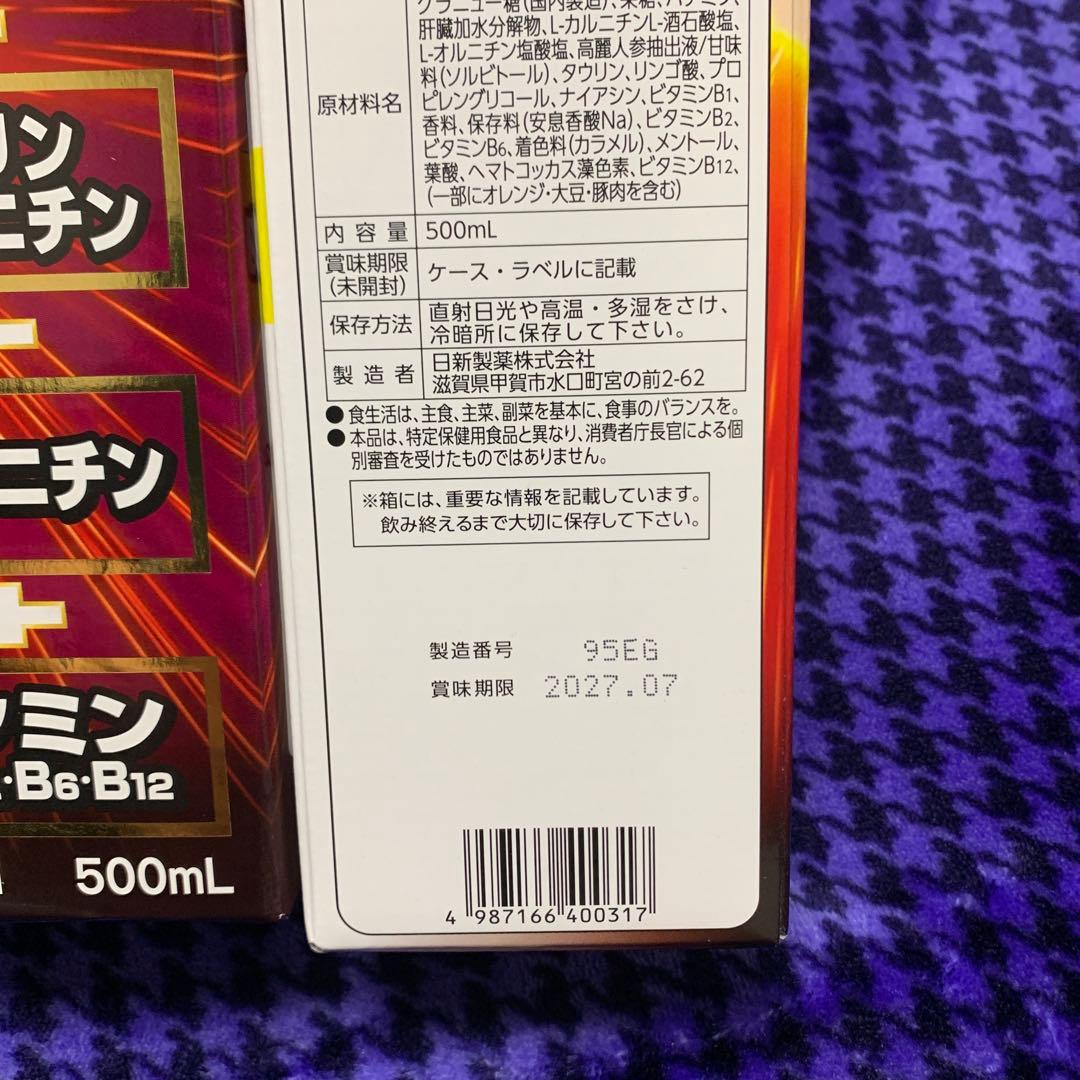 リン
ニチン
ニチン
ミン
B6・B12
500mL
グラニュー糖(国内製造)、果糖、ハチミツ、
肝臓加水分解物、L-カルニチンL-酒石酸塩、
L-オルニチン塩酸塩、高麗人参抽出液/甘味
料(ソルビトール)、タウリン、リンゴ酸、プロ
ピレングリコール、ナイアシン、ビタミンB1、
香料、保存料(安息香酸Na)、ビタミンB2、
ビタミンB6、着色料(カラメル)、メントール、
葉酸、ヘマトコッカス藻色素、ビタミンB12、
(一部にオレンジ・大豆・豚肉を含む)
原材料名
内容量 500mL
賞味期限
(未開封)
ケース・ラベルに記載
保存方法
直射日光や高温・多湿をさけ、
冷暗所に保存して下さい。
製造者
日新製薬株式会社
滋賀県甲賀市水口町宮の前2-62
●食生活は、主食、主菜、副菜を基本に、食事のバランスを。
●本品は、特定保健用食品と異なり、消費者庁長官による個
別審査を受けたものではありません。
※箱には、重要な情報を記載しています。
飲み終えるまで大切に保存して下さい。
製造番号 95EG
賞味期限 2027.07
4 987166 400317